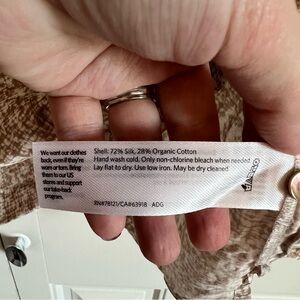 We want our clothes
back, even if they're
worn or torn. Bring
them to our US
stores and support
our take-back
program.
Shell: 72% Silk, 28% Organic Cotton
Hand wash cold. Only non-chlorine bleach when needed
Lay flat to dry. Use low iron. May be dry cleaned
RN#78121/CA#63918 ADG